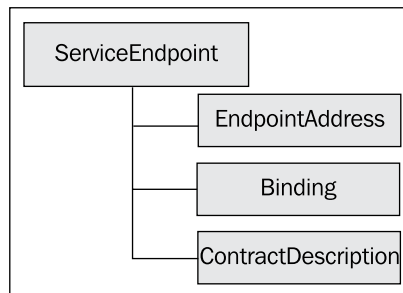 ServiceEndpoint
EndpointAddress
Binding
ContractDescription